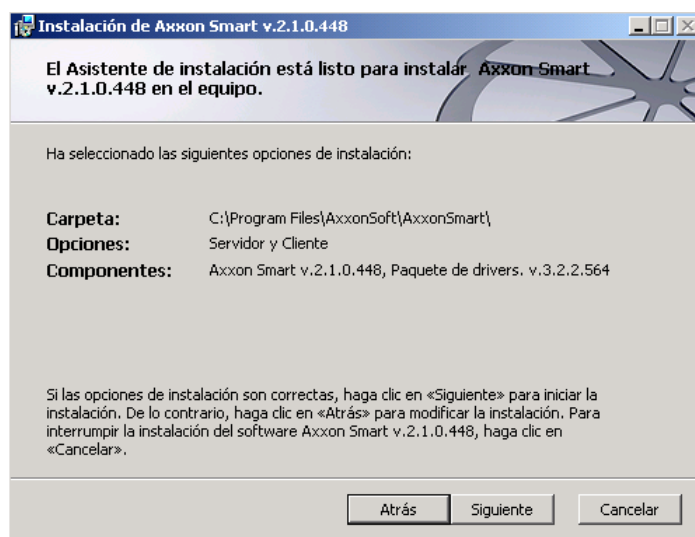 Instalación de Axxon Smart v.2.1.0.448
El Asistente de instalación está listo para instalar Axxon Smart
v.2.1.0.448 en el equipo.
Ha seleccionado las siguientes opciones de instalación:
Carpeta: C:\Program Files\AxxonSoft\AxxonSmart\
Opciones: Servidor y Cliente
Componentes: Axxon Smart v.2.1.0.448, Paquete de drivers. v.3.2.2.564
Si las opciones de instalación son correctas, haga clic en «Siguiente» para iniciar la
instalación. De lo contrario, haga clic en «Atrás» para modificar la instalación. Para
interrumpir la instalación del software Axxon Smart v.2.1.0.448, haga clic en
«Cancelar».
Atrás Siguiente Cancelar